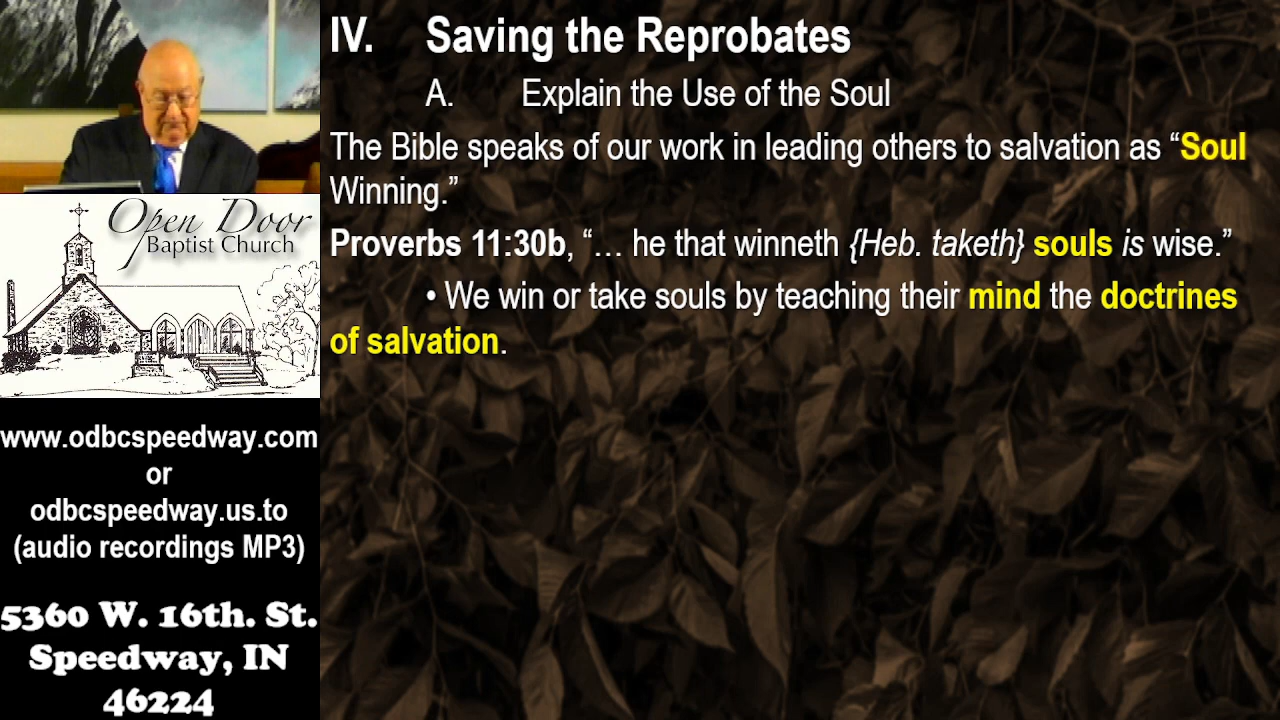 IV. Saving the Reprobates
A. Explain the Use of the Soul
The Bible speaks of our work in leading others to salvation as “Soul
Winning.”
Proverbs 11:30b, “… he that winneth {Heb. taketh} souls is wise.”
• We win or take souls by teaching their mind the doctrines
of salvation.
Open Door
Baptist Church
www.odbcspeedway.com
or
odbcspeedway.us.to
(audio recordings MP3)
5360 W. 16th. St.
Speedway, IN
46224